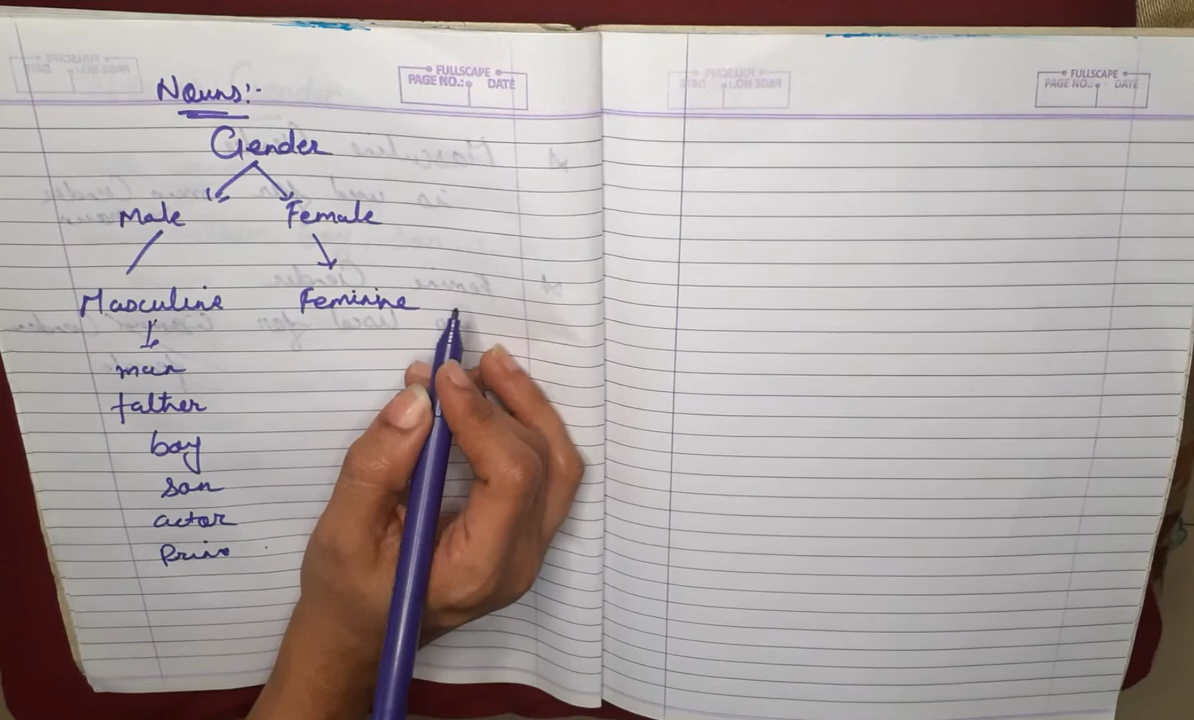 FULLSCAPE
PAGE NO.: DATE
FULLSCAPE
PAGE NO.: DATE
Nouns:-
Gender
Male Female
Masculine Feminine
man
father
boy
son
actor